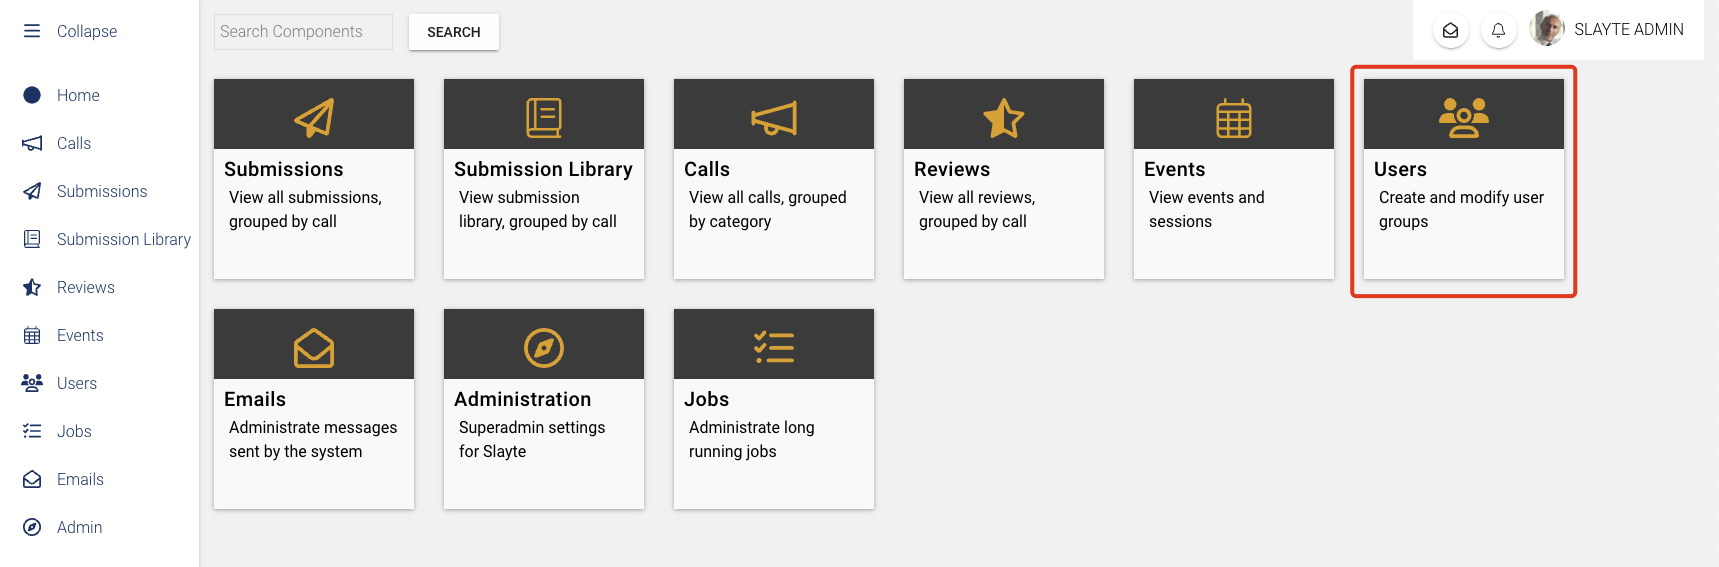 Collapse
Home
Calls
Submissions
Submission Library
Reviews
Events
Users
Jobs
Emails
Admin
Search Components
SEARCH
SLAYTE ADMIN
Submissions
View all submissions,
grouped by call
Submission Library
View submission
library, grouped by call
Calls
View all calls, grouped
by category
Reviews
View all reviews,
grouped by call
Events
View events and
sessions
Users
Create and modify user
groups
Emails
Administrate messages
sent by the system
Administration
Superadmin settings
for Slayte
Jobs
Administrate long
running jobs